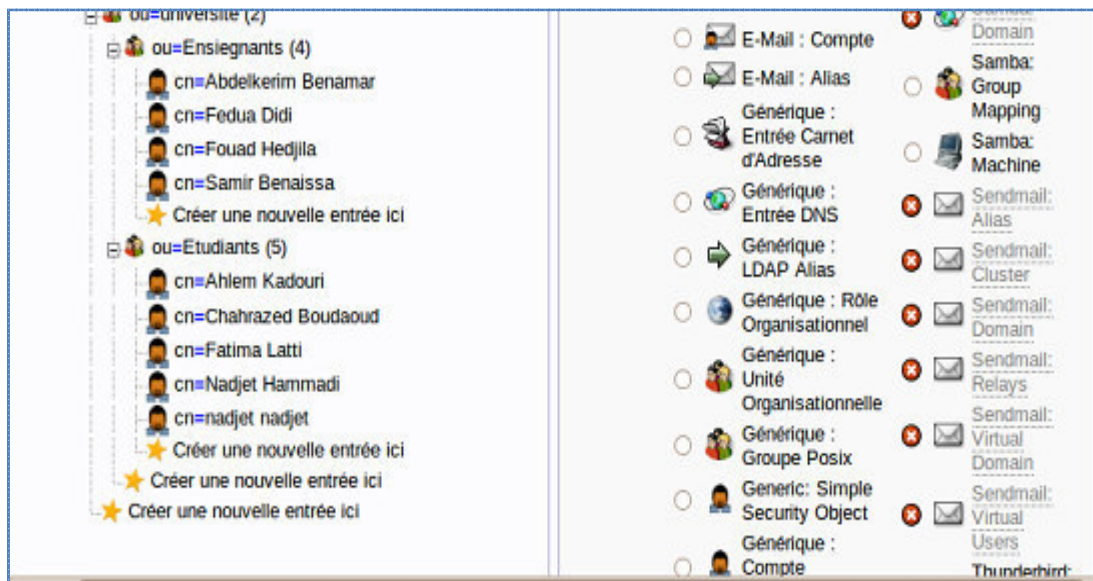 ou=université (2)
ou=Ensiegnants (4)
cn=Abdelkerim Benamar
cn=Fedua Didi
cn=Fouad Hedjila
cn=Samir Benaissa
Créer une nouvelle entrée ici
ou=Etudiants (5)
cn=Ahlem Kadouri
cn=Chahrazed Boudaoud
cn=Fatima Latti
cn=Nadjet Hammadi
cn=nadjet nadjet
Créer une nouvelle entrée ici
Créer une nouvelle entrée ici
Créer une nouvelle entrée ici
E-Mail : Compte
E-Mail : Alias
Générique :
Entrée Carnet
d'Adresse
Générique :
Entrée DNS
Générique :
LDAP Alias
Générique : Rôle
Organisationnel
Générique :
Unité
Organisationnelle
Générique :
Groupe Posix
Generic: Simple
Security Object
Générique :
Compte
Samba:
Domain
Samba:
Group
Mapping
Samba:
Machine
Sendmail:
Alias
Sendmail:
Cluster
Sendmail:
Domain
Sendmail:
Relays
Sendmail:
Virtual
Domain
Sendmail:
Virtual
Users
Thunderbird: